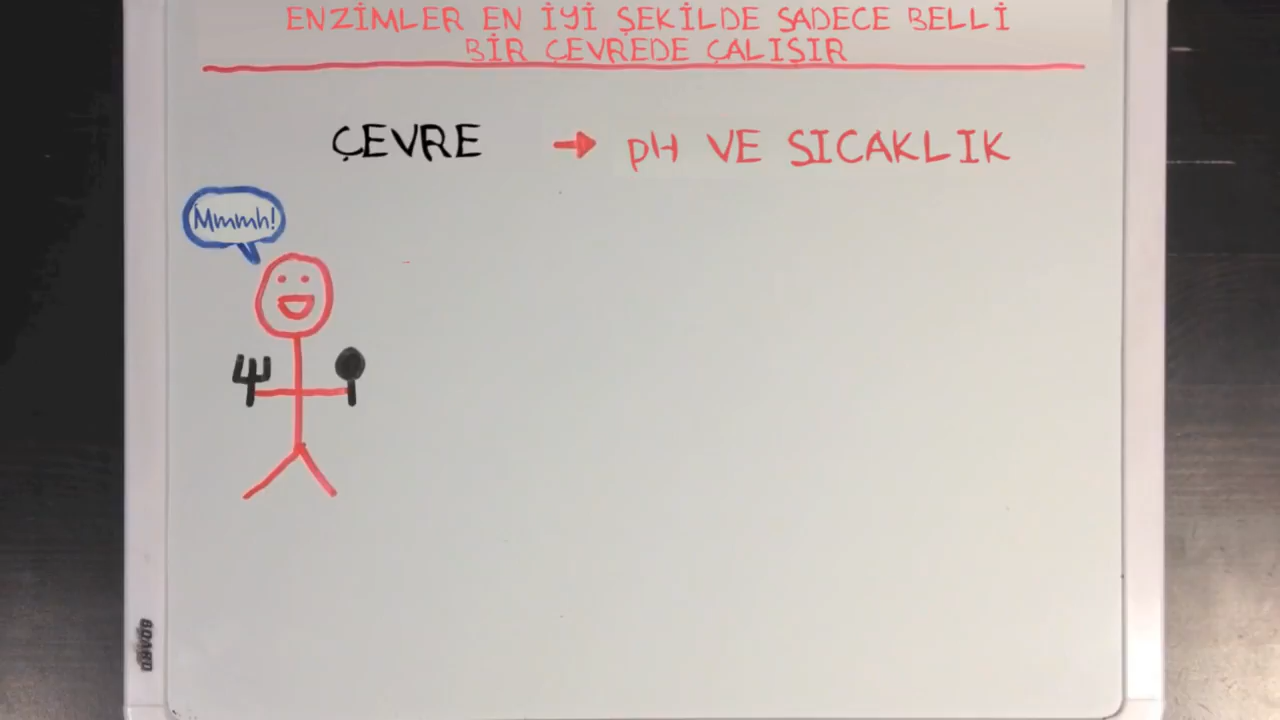 ENZİMLER EN İYİ ŞEKİLDE SADECE BELLİ
BİR ÇEVREDE ÇALIŞIR
ÇEVRE → pH VE SICAKLIK
Mmmh!